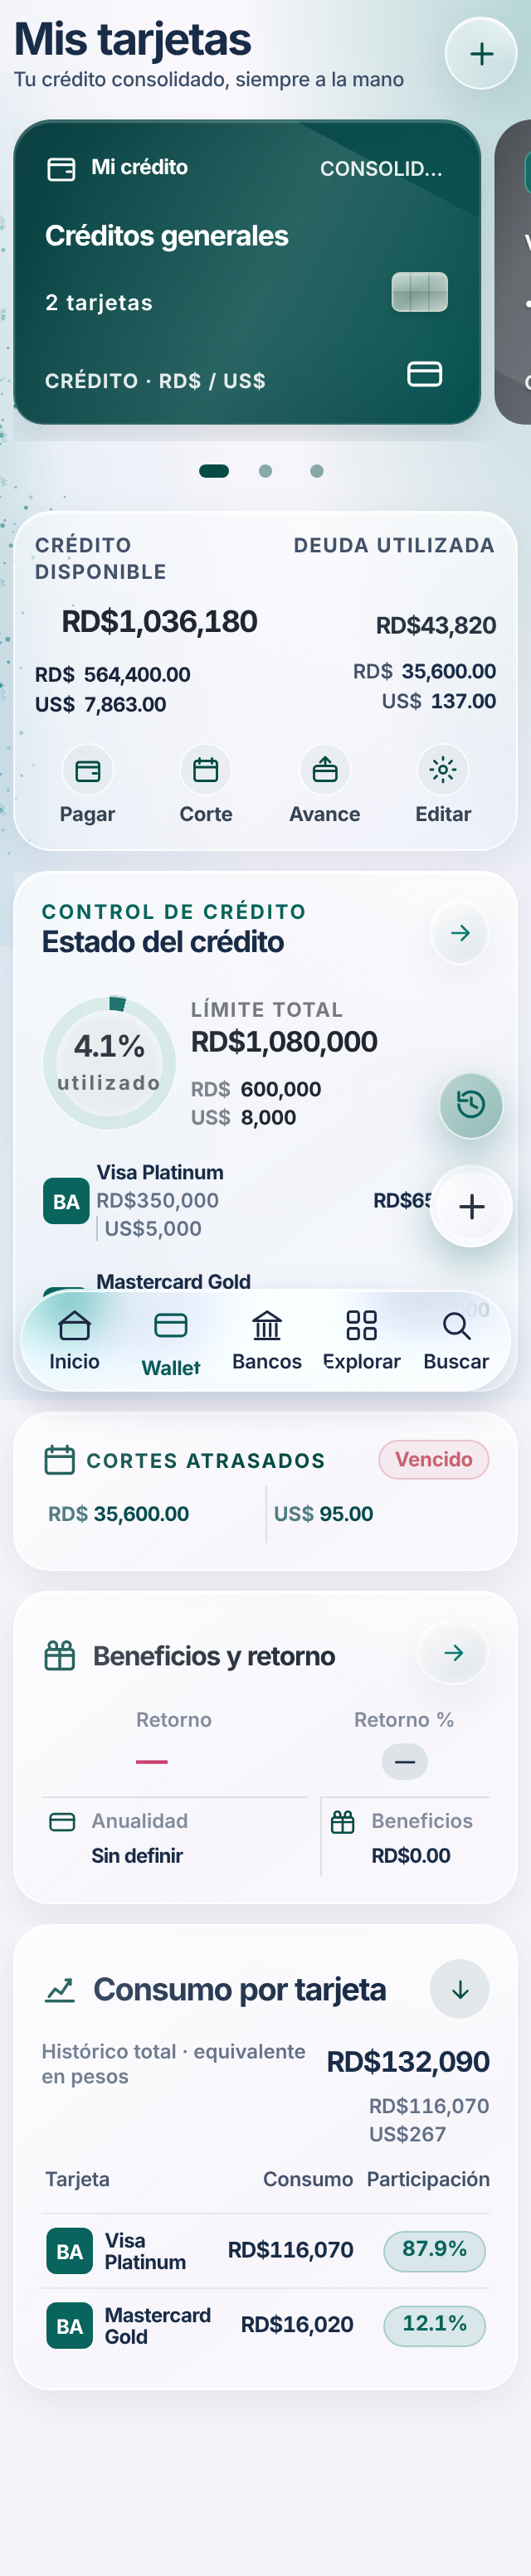 Mis tarjetas
Tu crédito consolidado, siempre a la mano
Mi crédito
CONSOLID...
Créditos generales
2 tarjetas
CRÉDITO · RD$ / US$
CRÉDITO DISPONIBLE
DEUDA UTILIZADA
RD$1,036,180
RD$43,820
RD$ 564,400.00
RD$ 35,600.00
US$ 7,863.00
US$ 137.00
Pagar
Corte
Avance
Editar
CONTROL DE CRÉDITO
Estado del crédito
4.1%
utilizado
LÍMITE TOTAL
RD$1,080,000
RD$ 600,000
US$ 8,000
BA
Visa Platinum
RD$350,000
US$5,000
Mastercard Gold
Inicio
Wallet
Bancos
Explorar
Buscar
CORTES ATRASADOS
Vencido
RD$ 35,600.00
US$ 95.00
Beneficios y retorno
Retorno
Retorno %
—
—
Anualidad
Sin definir
Beneficios
RD$0.00
Consumo por tarjeta
Histórico total · equivalente
en pesos
RD$132,090
RD$116,070
US$267
Tarjeta
Consumo
Participación
BA
Visa
Platinum
RD$116,070
87.9%
BA
Mastercard
Gold
RD$16,020
12.1%